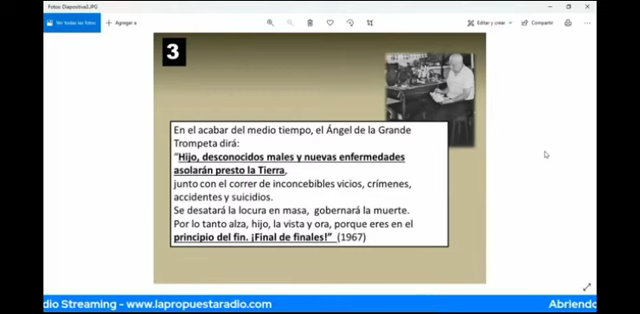 Fotos Diapositiva3.JPG
Ver todas las fotos
Agregar a
Editar y crear
Compartir
3
En el acabar del medio tiempo, el Ángel de la Grande
Trompeta dirá:
“Hijo, desconocidos males y nuevas enfermedades
asolarán presto la Tierra,
junto con el correr de inconcebibles vicios, crímenes,
accidentes y suicidios.
Se desatará la locura en masa, gobernará la muerte.
Por lo tanto alza, hijo, la vista y ora, porque eres en el
principio del fin. ¡Final de finales!” (1967)
dio Streaming - www.lapropuestaradio.com
Abriendo